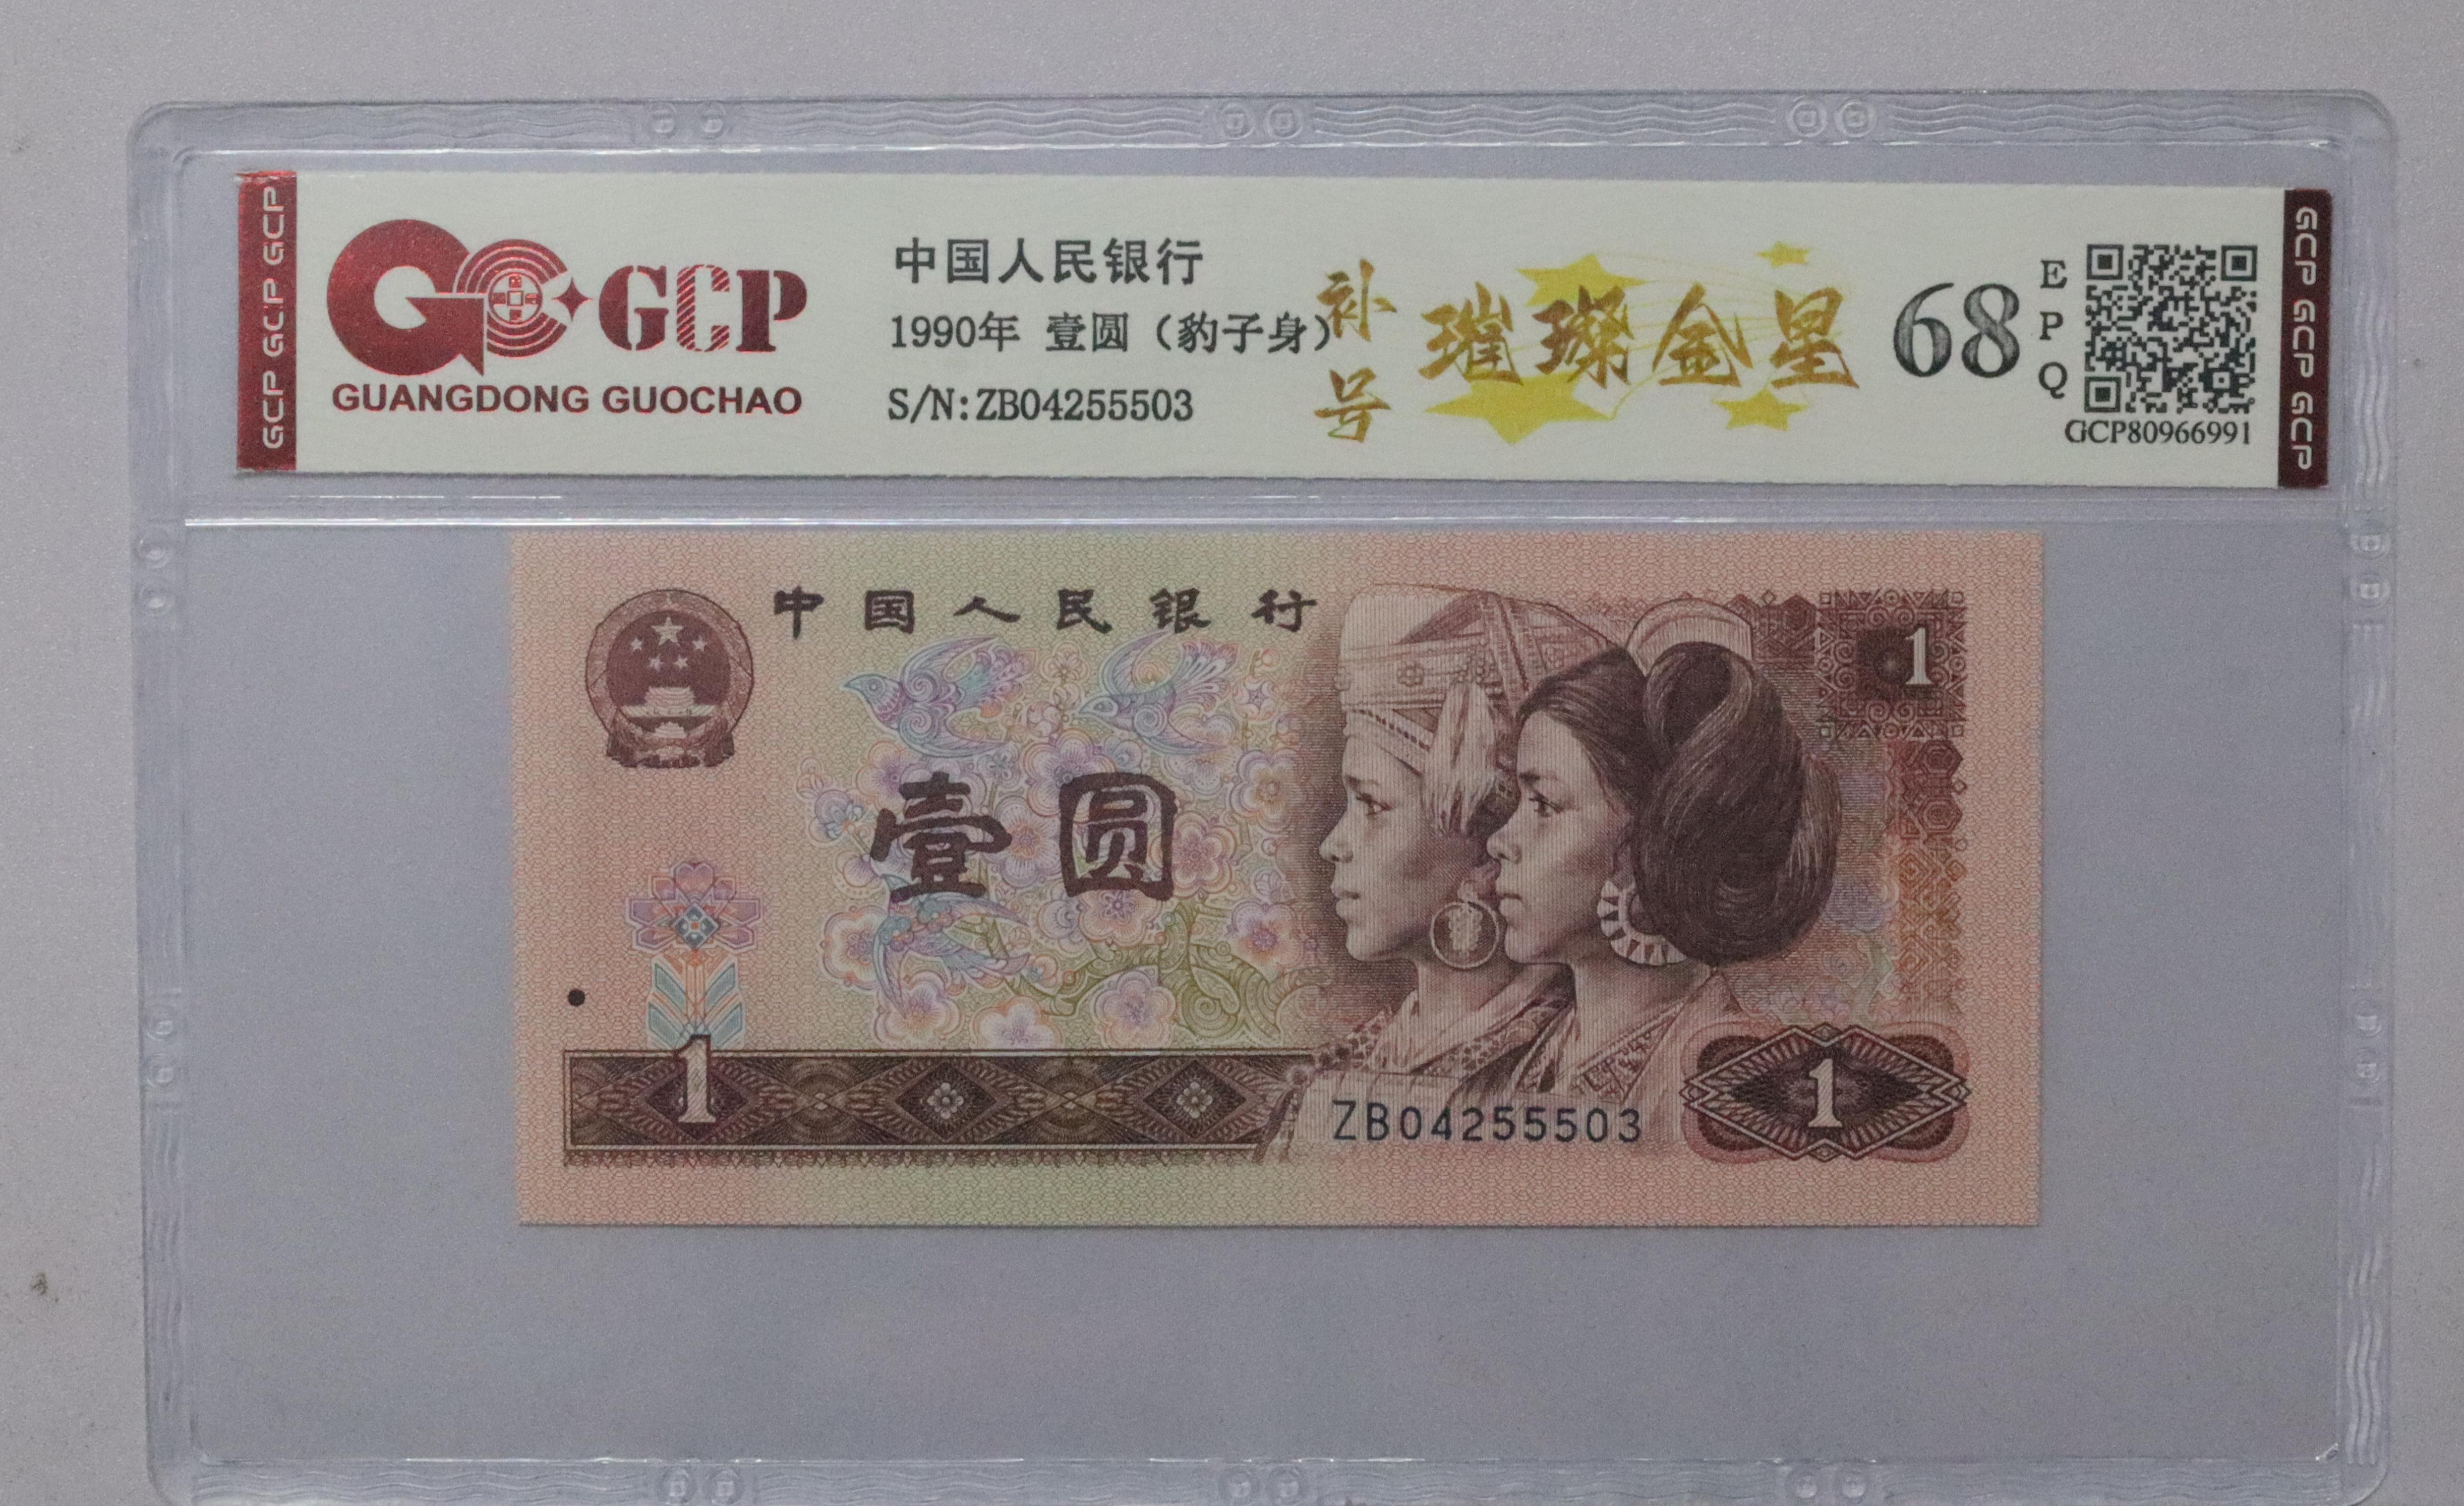 GCP GCP GCP
GCP
GUANGDONG GUOCHAO
中国人民银行
1990年 壹圆（豹子身）
S/N:ZB04255503
补号
璀璨金星
68
EPQ
GCP80966991
GCP GCP GCP
中国人民银行
1
壹圆
1
1
ZB04255503